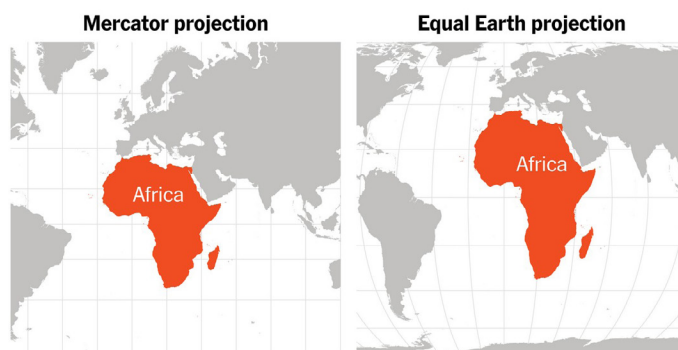 Mercator projection
Equal Earth projection
Africa
Africa